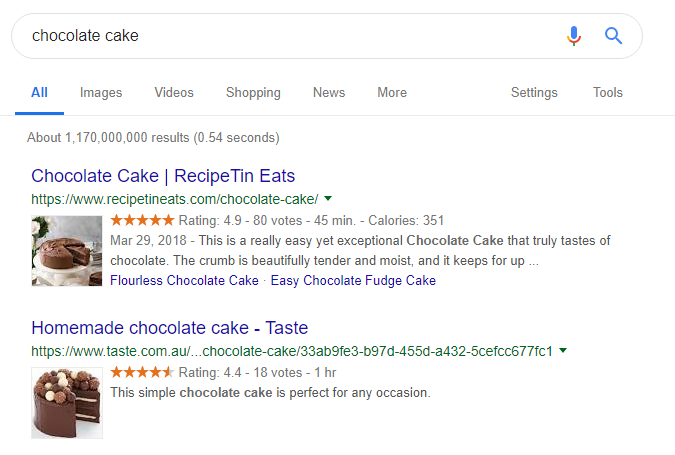 chocolate cake
All Images Videos Shopping News More Settings Tools
About 1,170,000,000 results (0.54 seconds)
Chocolate Cake | RecipeTin Eats
https://www.recipetineats.com/chocolate-cake/
Rating: 4.9 - 80 votes - 45 min. - Calories: 351
Mar 29, 2018 - This is a really easy yet exceptional Chocolate Cake that truly tastes of
chocolate. The crumb is beautifully tender and moist, and it keeps for up ...
Flourless Chocolate Cake · Easy Chocolate Fudge Cake
Homemade chocolate cake - Taste
https://www.taste.com.au/...chocolate-cake/33ab9fe3-b97d-455d-a432-5cefcc677fc1
Rating: 4.4 - 18 votes - 1 hr
This simple chocolate cake is perfect for any occasion.